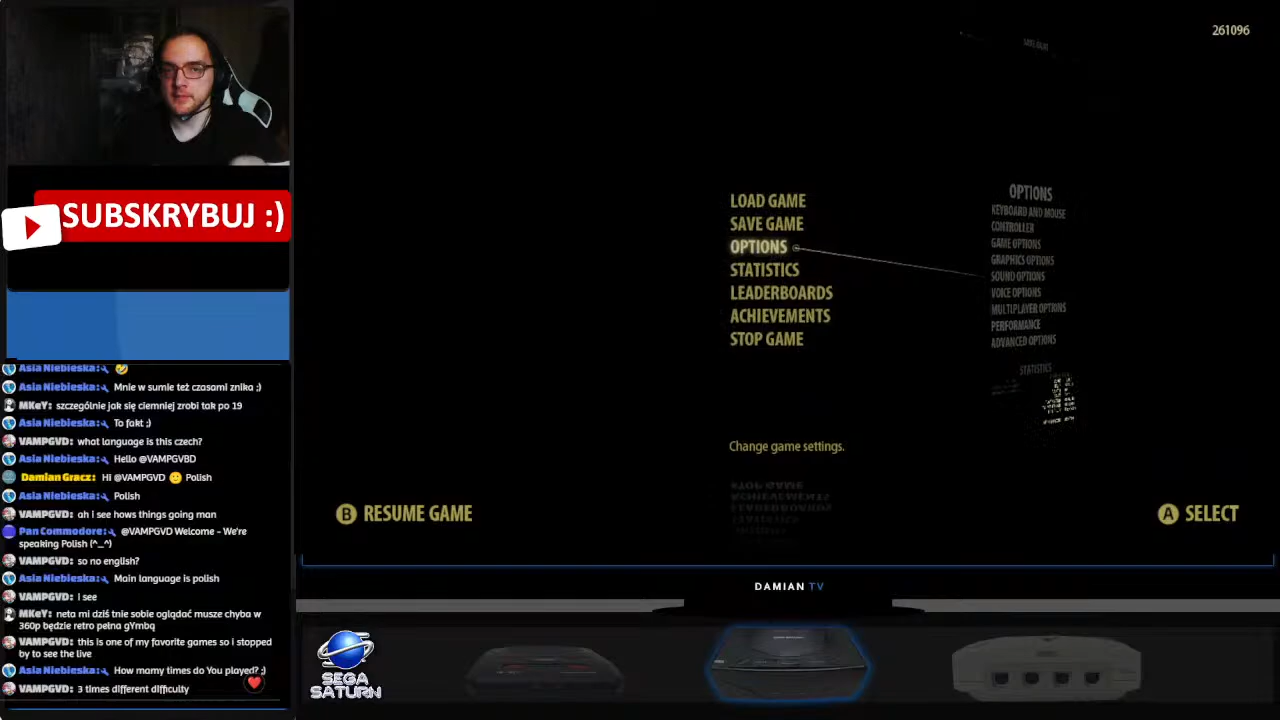 261096
LOAD GAME
SAVE GAME
OPTIONS
STATISTICS
LEADERBOARDS
ACHIEVEMENTS
STOP GAME
OPTIONS
KEYBOARD AND MOUSE
CONTROLLER
GAME OPTIONS
GRAPHICS OPTIONS
SOUND OPTIONS
VOICE OPTIONS
MULTIPLAYER OPTIONS
PERFORMANCE
ADVANCED OPTIONS
STATISTICS
Change game settings.
B RESUME GAME
A SELECT
SUBSKRYBUJ :)
Asia Niebieska: 🤣
Asia Niebieska: Mnie w sumie też czasami znika ;)
MKeY: szczególnie jak się ciemniej zrobi tak po 19
Asia Niebieska: To fakt ;)
VAMPGVD: what language is this czech?
Asia Niebieska: Hello @VAMPGVBD
Damian Gracz: Hi @VAMPGVD 🙂 Polish
Asia Niebieska: Polish
VAMPGVD: ah i see hows things going man
Pan Commodore: @VAMPGVD Welcome - We're
speaking Polish (^_^)
VAMPGVD: so no english?
Asia Niebieska: Main language is polish
VAMPGVD: I see
MKeY: neta mi dziś tnie sobie oglądać musze chyba w
360p będzie retro pełna gYmbą
VAMPGVD: this is one of my favorite games so i stopped
by to see the live
Asia Niebieska: How mamy times do You played? ;)
VAMPGVD: 3 times different difficulty
DAMIAN TV
SEGA
SATURN